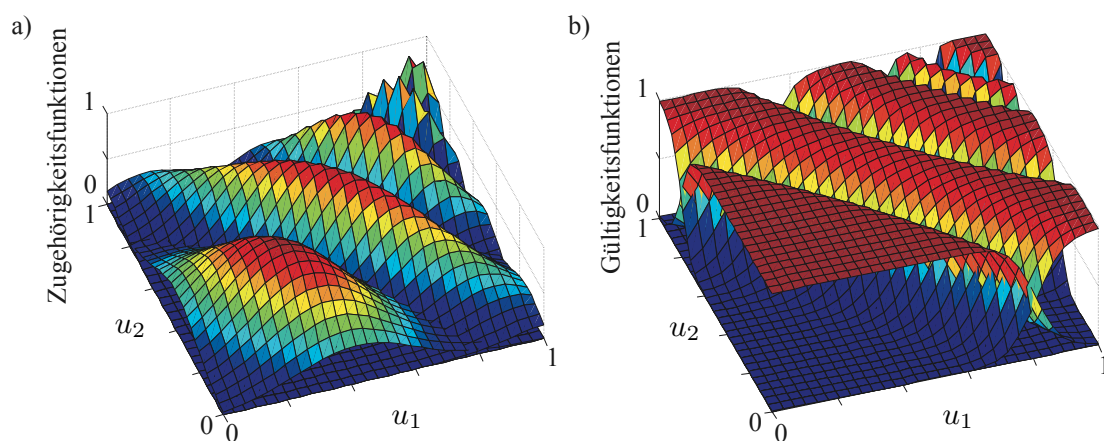 a)
Zugehörigkeitsfunktionen
1
0
1
u₂
0
0
u₁
1
b)
Gültigkeitsfunktionen
1
0
1
u₂
0
0
u₁
1